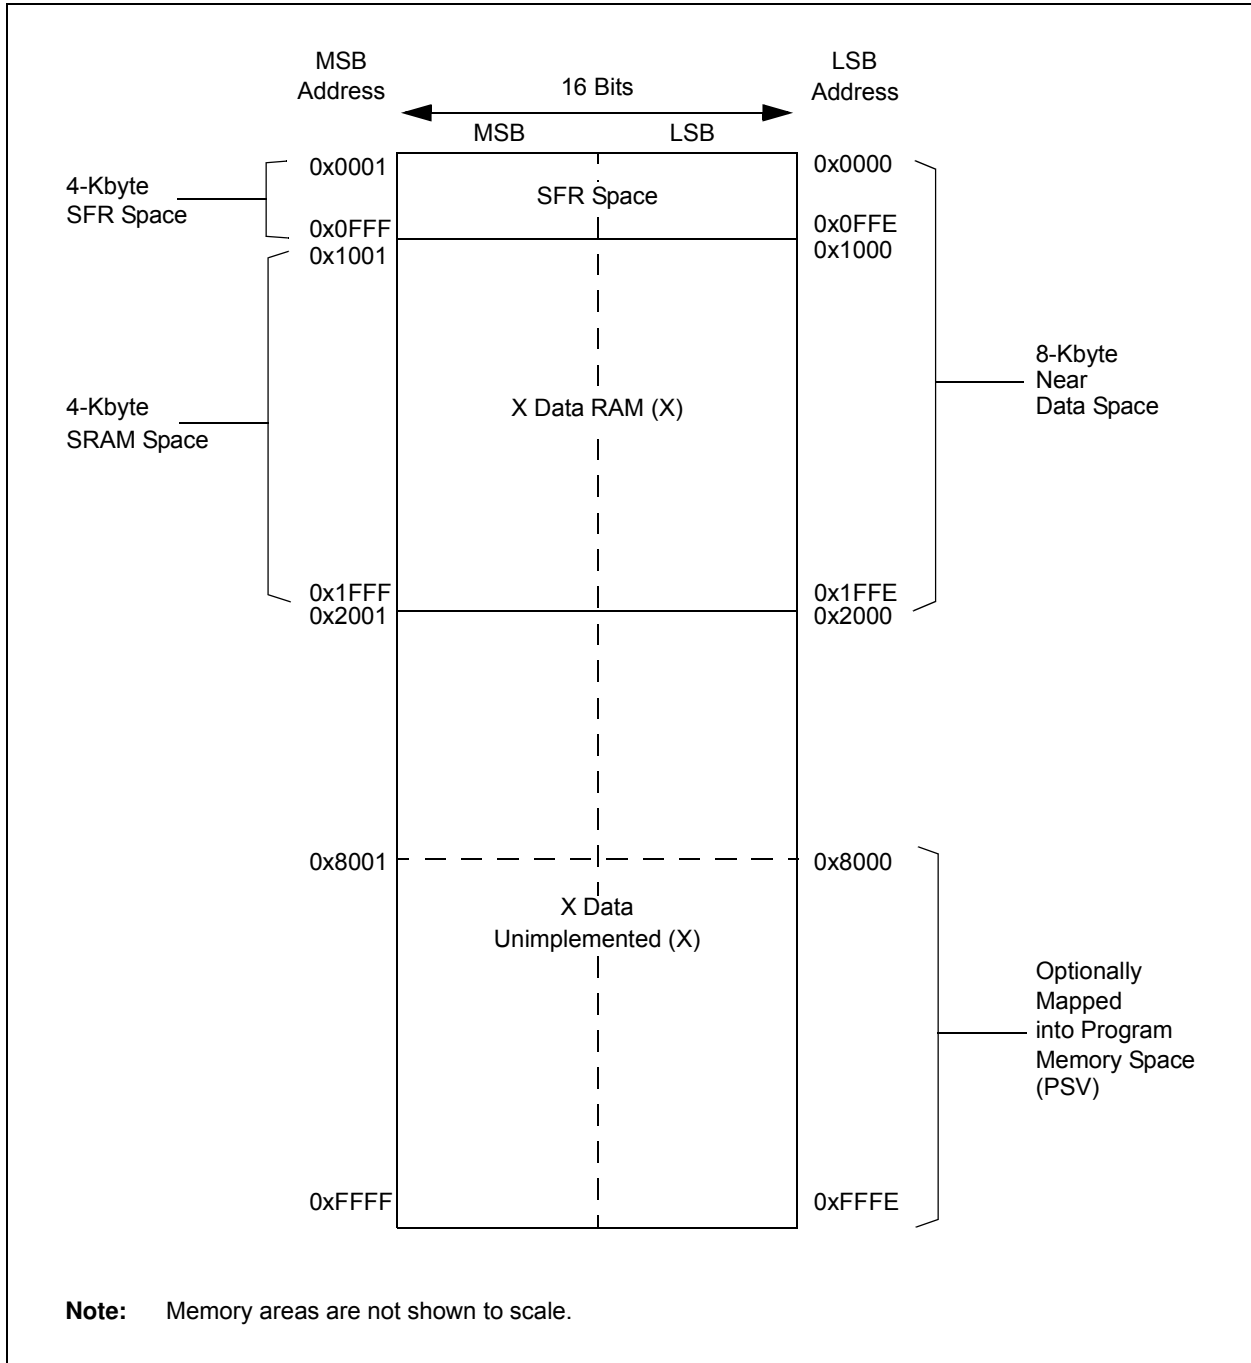 MSB
Address
16 Bits
LSB
Address
MSB
LSB
0x0001
0x0000
4-Kbyte
SFR Space
SFR Space
0x0FFF
0x0FFE
0x1001
0x1000
8-Kbyte
Near
Data Space
4-Kbyte
SRAM Space
X Data RAM (X)
0x1FFF
0x1FFE
0x2001
0x2000
0x8001
0x8000
X Data
Unimplemented (X)
Optionally
Mapped
into Program
Memory Space
(PSV)
0xFFFF
0xFFFE
Note: Memory areas are not shown to scale.